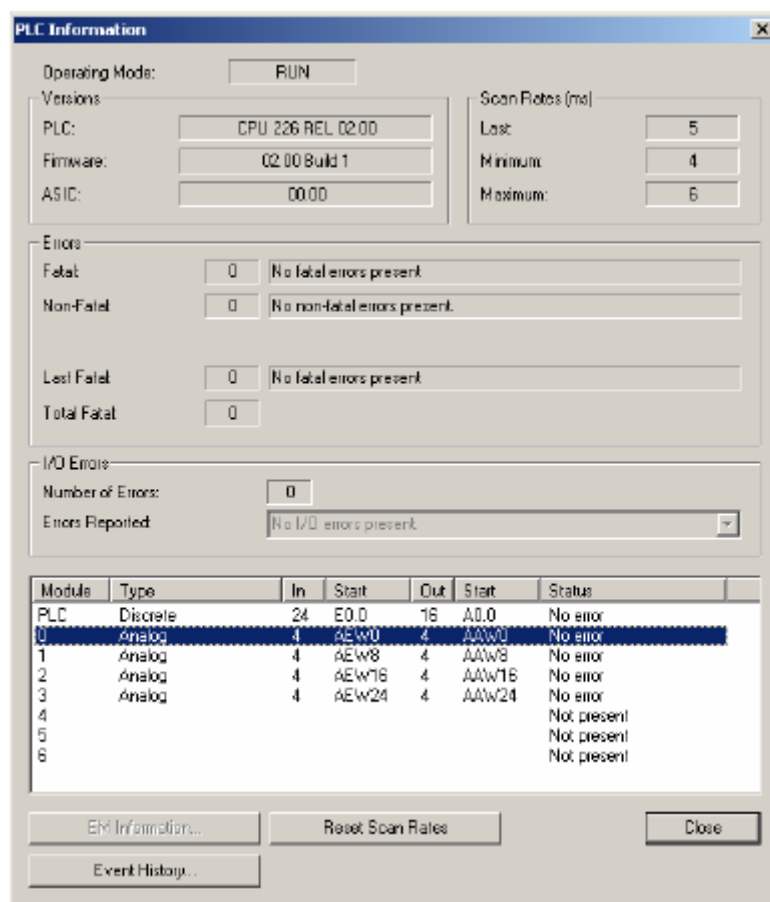 PLC Information
Operating Mode: RUN
Versions
PLC: CPU 226 REL 02.00
Firmware: 02.00 Build 1
ASIC: 00.00
Scan Rates (ms)
Last: 5
Minimum: 4
Maximum: 6
Errors
Fatal: 0 No fatal errors present
Non-Fatal: 0 No non-fatal errors present.
Last Fatal: 0 No fatal errors present
Total Fatal: 0
I/O Errors
Number of Errors: 0
Errors Reported: No I/O errors present.
Module Type In Start Out Start Status
PLC Discrete 24 E0.0 16 A0.0 No error
0 Analog 4 AEW0 4 AAW0 No error
1 Analog 4 AEW8 4 AAW8 No error
2 Analog 4 AEW16 4 AAW16 No error
3 Analog 4 AEW24 4 AAW24 No error
4 Not present
5 Not present
6 Not present
EM Information... Reset Scan Rates Close
Event History...